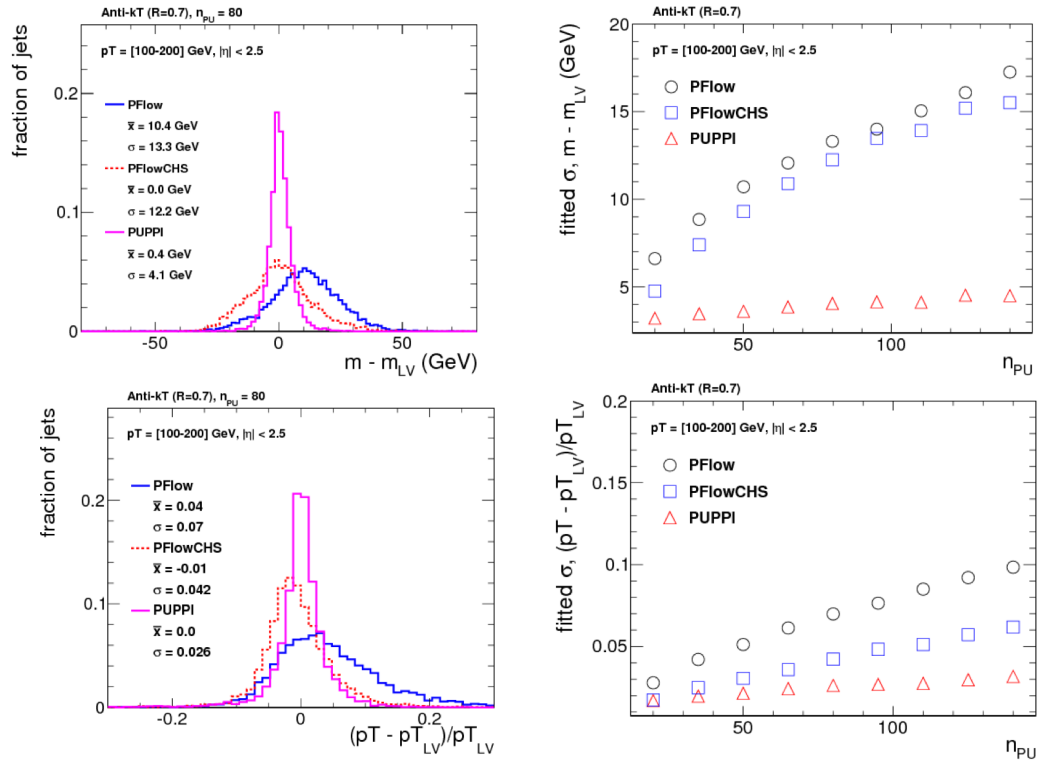 Anti-kT (R=0.7), n_PU = 80
fraction of jets
pT = [100-200] GeV, |η| < 2.5
0.2
PFlow
x̄ = 10.4 GeV
σ = 13.3 GeV
PFlowCHS
x̄ = 0.0 GeV
σ = 12.2 GeV
PUPPI
x̄ = 0.4 GeV
σ = 4.1 GeV
0.1
0
-50
0
50
m - m_LV (GeV)
Anti-kT (R=0.7)
fitted σ, m - m_LV (GeV)
pT = [100-200] GeV, |η| < 2.5
20
PFlow
PFlowCHS
PUPPI
15
10
5
50
100
n_PU
Anti-kT (R=0.7), n_PU = 80
fraction of jets
pT = [100-200] GeV, |η| < 2.5
PFlow
0.2
x̄ = 0.04
σ = 0.07
PFlowCHS
x̄ = -0.01
σ = 0.042
PUPPI
0.1
x̄ = 0.0
σ = 0.026
0
-0.2
0
0.2
(pT - pT_LV)/pT_LV
Anti-kT (R=0.7)
fitted σ, (pT - pT_LV)/pT_LV
0.2
pT = [100-200] GeV, |η| < 2.5
PFlow
PFlowCHS
PUPPI
0.15
0.1
0.05
50
100
n_PU